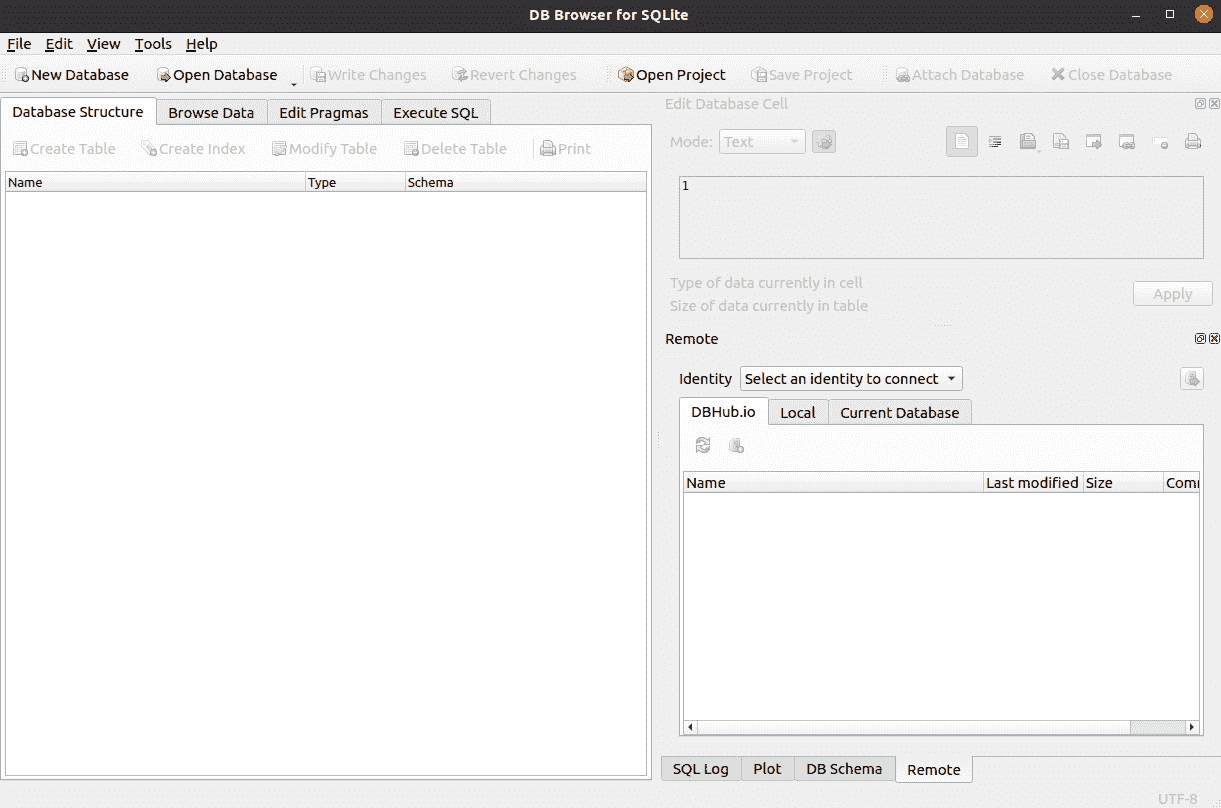 DB Browser for SQLite
File Edit View Tools Help
New Database Open Database Write Changes Revert Changes Open Project Save Project Attach Database Close Database
Database Structure Browse Data Edit Pragmas Execute SQL
Create Table Create Index Modify Table Delete Table Print
Name Type Schema
Edit Database Cell
Mode: Text
1
Type of data currently in cell
Size of data currently in table
Apply
Remote
Identity Select an identity to connect
DBHub.io Local Current Database
Name Last modified Size Com
SQL Log Plot DB Schema Remote
UTF-8